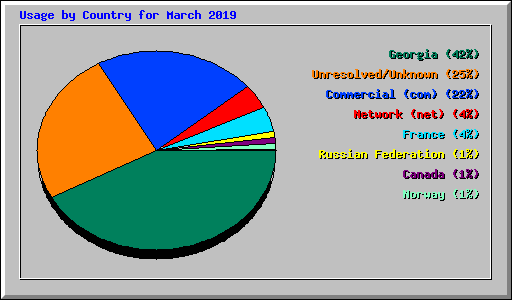 Usage by Country for March 2019
Georgia (42%)
Unresolved/Unknown (25%)
Commercial (com) (22%)
Network (net) (4%)
France (4%)
Russian Federation (1%)
Canada (1%)
Norway (1%)